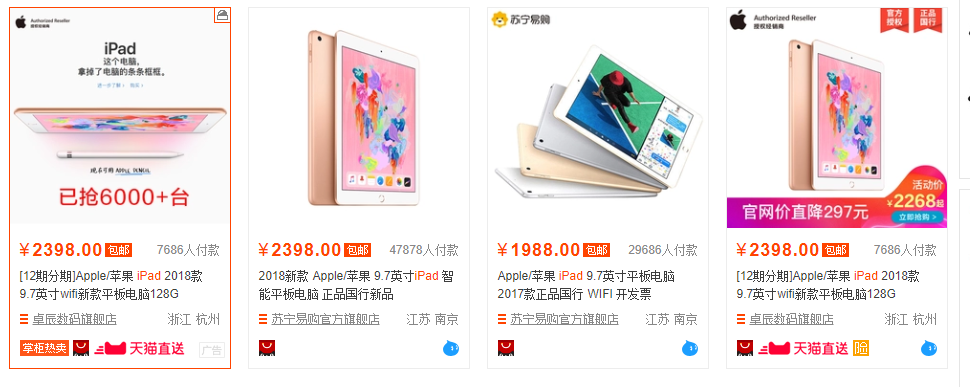 Authorized Reseller
授权经销商
iPad
这个电脑,
拿掉了电脑的条条框框。
进一步了解 > 购买 >
现亦可购 APPLE PENCIL
已抢6000+台
¥2398.00 包邮 7686人付款
[12期分期]Apple/苹果 iPad 2018款
9.7英寸wifi新款平板电脑128G
卓辰数码旗舰店 浙江 杭州
掌柜热卖 天猫直送 广告
¥2398.00 包邮 47878人付款
2018新款 Apple/苹果 9.7英寸iPad 智
能平板电脑 正品国行新品
苏宁易购官方旗舰店 江苏 南京
苏宁易购
¥1988.00 包邮 29686人付款
Apple/苹果 iPad 9.7英寸平板电脑
2017款正品国行 WIFI 开发票
苏宁易购官方旗舰店 江苏 南京
Authorized Reseller
授权经销商
官方
授权
正品
国行
活动价
¥2268起
立即抢购 >
官网价直降297元
¥2398.00 包邮 7686人付款
[12期分期]Apple/苹果 iPad 2018款
9.7英寸wifi新款平板电脑128G
卓辰数码旗舰店 浙江 杭州
天猫直送 险